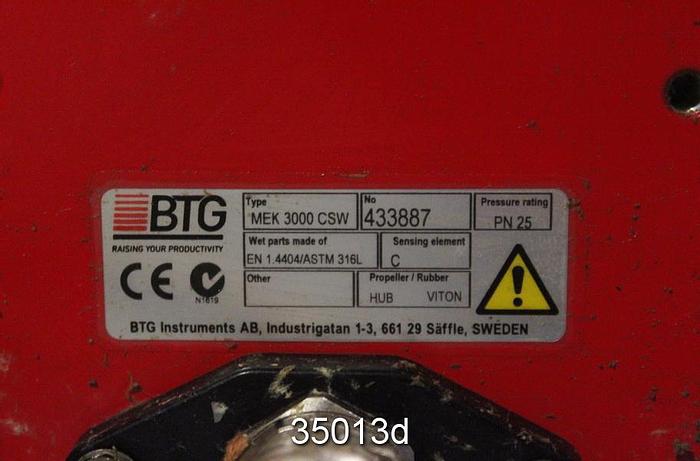 BTG
RAISING YOUR PRODUCTIVITY
CE
N1619
Type
MEK 3000 CSW
No
433887
Pressure rating
PN 25
Wet parts made of
EN 1.4404/ASTM 316L
Sensing element
C
Other
Propeller / Rubber
HUB VITON
!
BTG Instruments AB, Industrigatan 1-3, 661 29 Säffle, SWEDEN
35013d